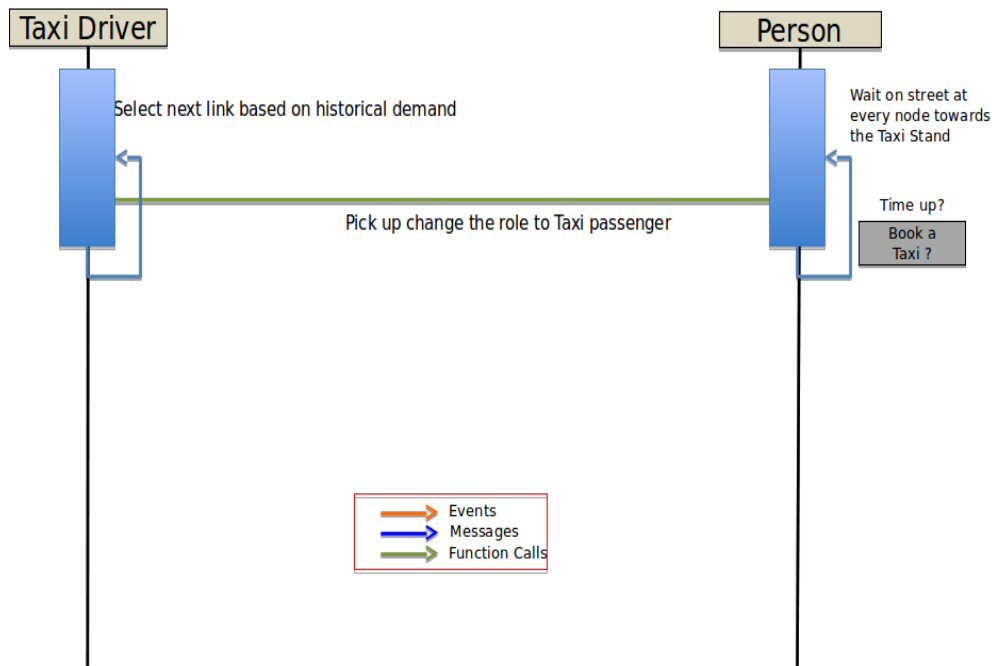 Taxi Driver
Person
Select next link based on historical demand
Wait on street at
every node towards
the Taxi Stand
Time up?
Pick up change the role to Taxi passenger
Book a
Taxi ?
Events
Messages
Function Calls